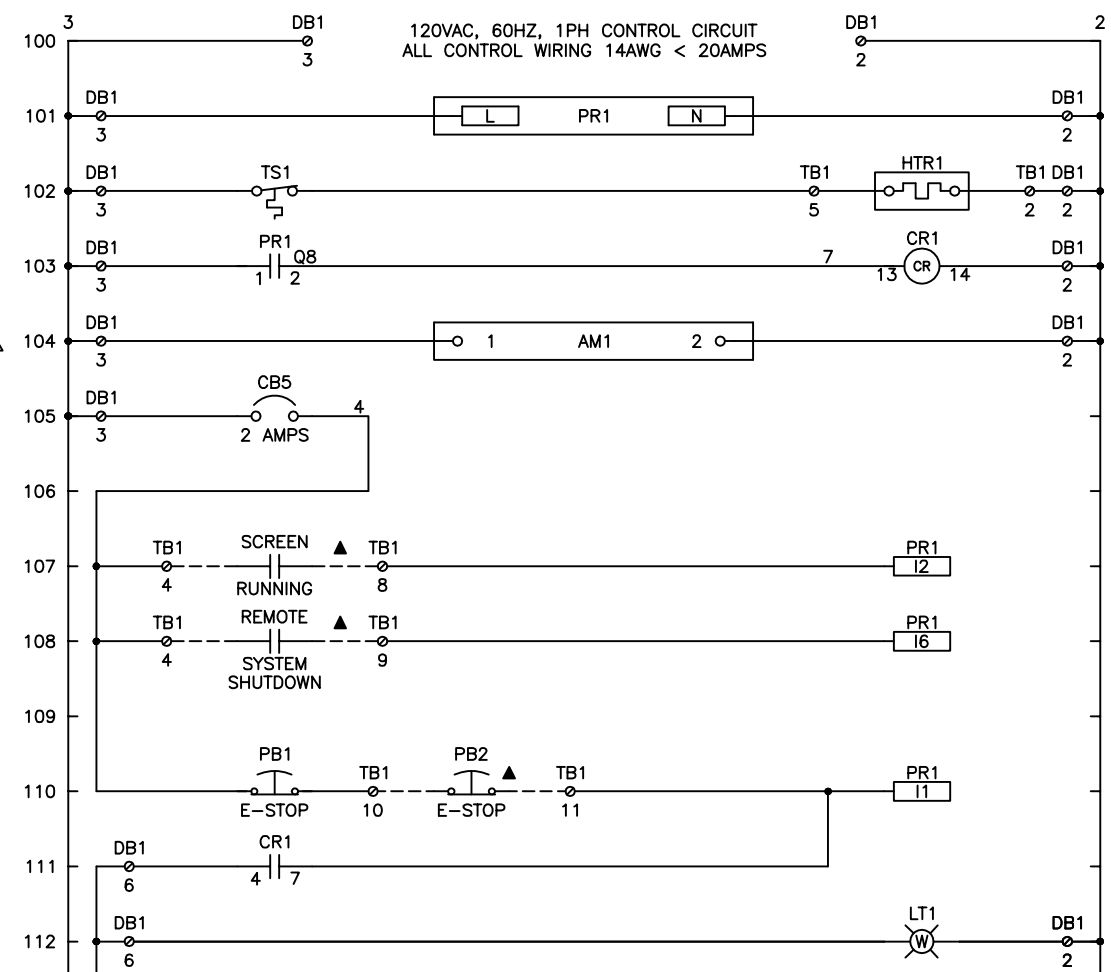 3 DB1 120VAC, 60HZ, 1PH CONTROL CIRCUIT DB1 2
100 ALL CONTROL WIRING 14AWG < 20AMPS
3 2
DB1 DB1
101 L PR1 N
3 2
DB1 TS1 TB1 HTR1 TB1 DB1
102
3 5 2 2
DB1 PR1 Q8 7 CR1 DB1
103 CR
3 1 2 13 14 2
DB1 DB1
104 1 AM1 2
3 2
DB1 CB5 4
105
3 2 AMPS
106
TB1 SCREEN TB1 PR1
107 I2
4 RUNNING 8
TB1 REMOTE TB1 PR1
108 I6
4 SYSTEM 9
SHUTDOWN
109
PB1 TB1 PB2 TB1 PR1
110 I1
E-STOP 10 E-STOP 11
DB1 CR1
111
6 4 7
DB1 LT1 DB1
112 W
6 2